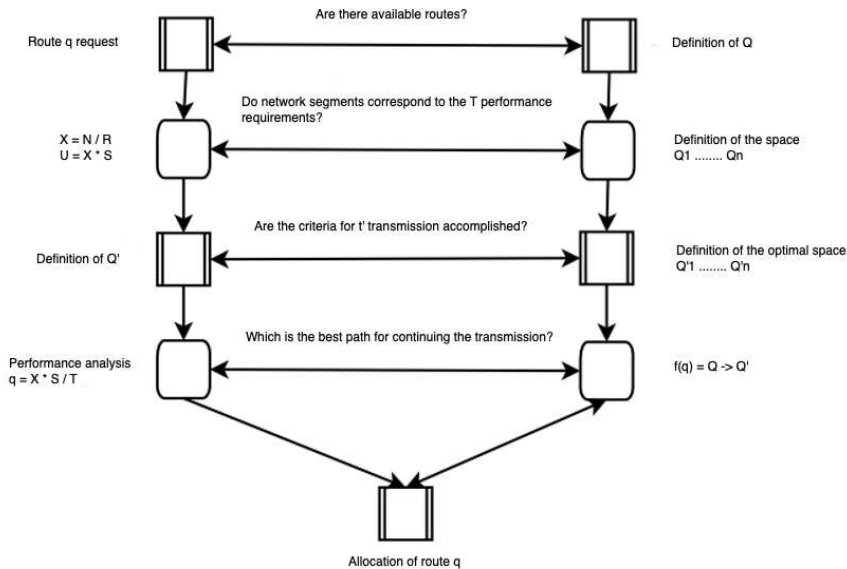 Are there available routes?
Route q request
Definition of Q
Do network segments correspond to the T performance
requirements?
X = N / R
U = X * S
Definition of the space
Q1 ........ Qn
Are the criteria for t' transmission accomplished?
Definition of Q'
Definition of the optimal space
Q'1 ........ Q'n
Which is the best path for continuing the transmission?
Performance analysis
q = X * S / T
f(q) = Q -> Q'
Allocation of route q